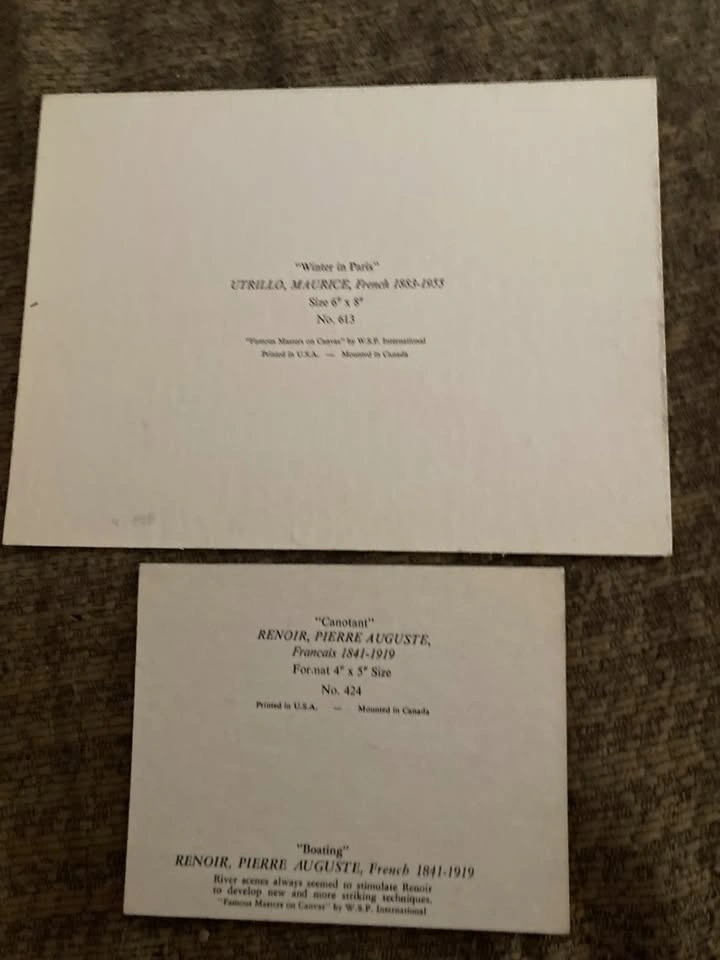 "Winter in Paris"
UTRILLO, MAURICE, French 1883-1955
Size 6" x 8"
No. 613
"Famous Masters on Canvas" by W.S.P. International
Printed in U.S.A. — Mounted in Canada
"Canotant"
RENOIR, PIERRE AUGUSTE,
Francais 1841-1919
Format 4" x 5" Size
No. 424
Printed in U.S.A. — Mounted in Canada
"Boating"
RENOIR, PIERRE AUGUSTE, French 1841-1919
River scenes always seemed to stimulate Renoir
to develop new and more striking techniques.
"Famous Masters on Canvas" by W.S.P. International